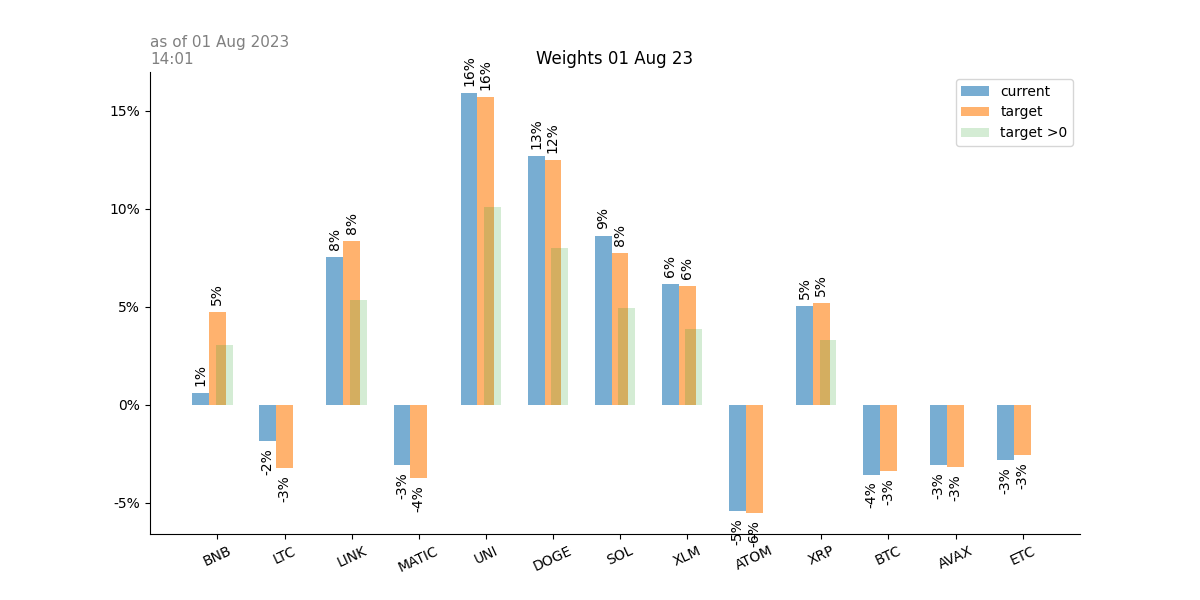 as of 01 Aug 2023
14:01
Weights 01 Aug 23
current
target
target >0
15%
10%
5%
0%
-5%
1%
5%
-2%
-3%
8%
8%
-3%
-4%
16%
16%
13%
12%
9%
8%
6%
6%
-5%
-6%
5%
5%
-4%
-3%
-3%
-3%
-3%
-3%
BNB
LTC
LINK
MATIC
UNI
DOGE
SOL
XLM
ATOM
XRP
BTC
AVAX
ETC